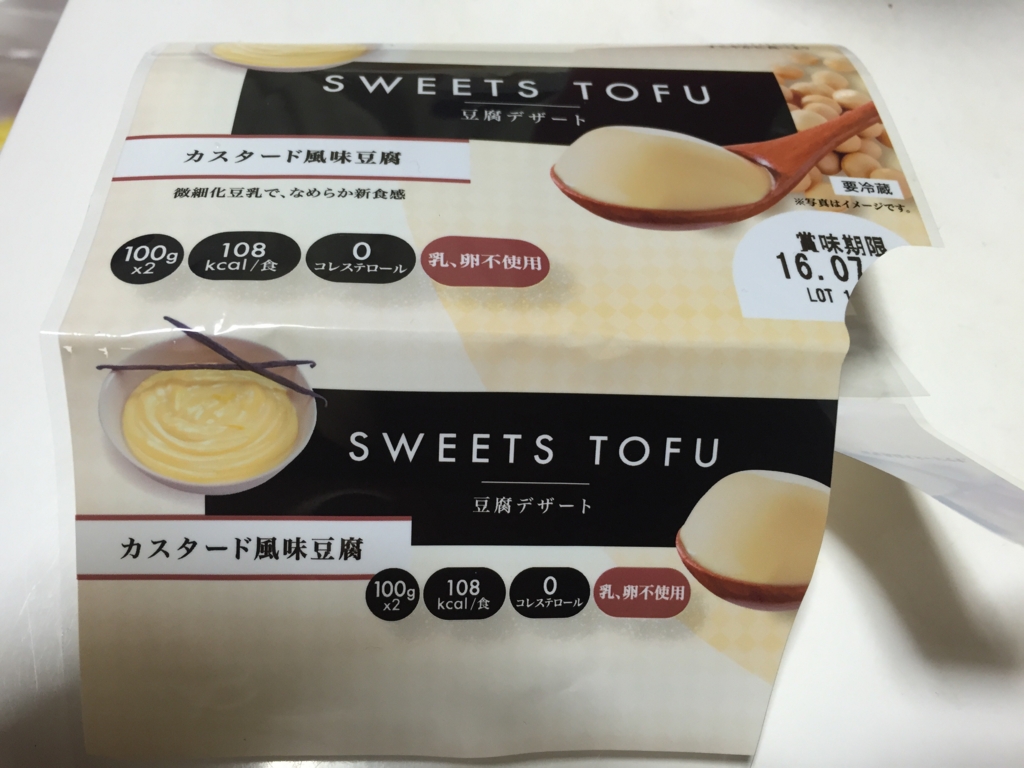 SWEETS TOFU
豆腐デザート
カスタード風味豆腐
微細化豆乳で、なめらか新食感
要冷蔵
※写真はイメージです。
100g
x2
108
kcal/食
0
コレステロール
乳、卵不使用
賞味期限
16.07
LOT
SWEETS TOFU
豆腐デザート
カスタード風味豆腐
100g
x2
108
kcal/食
0
コレステロール
乳、卵不使用